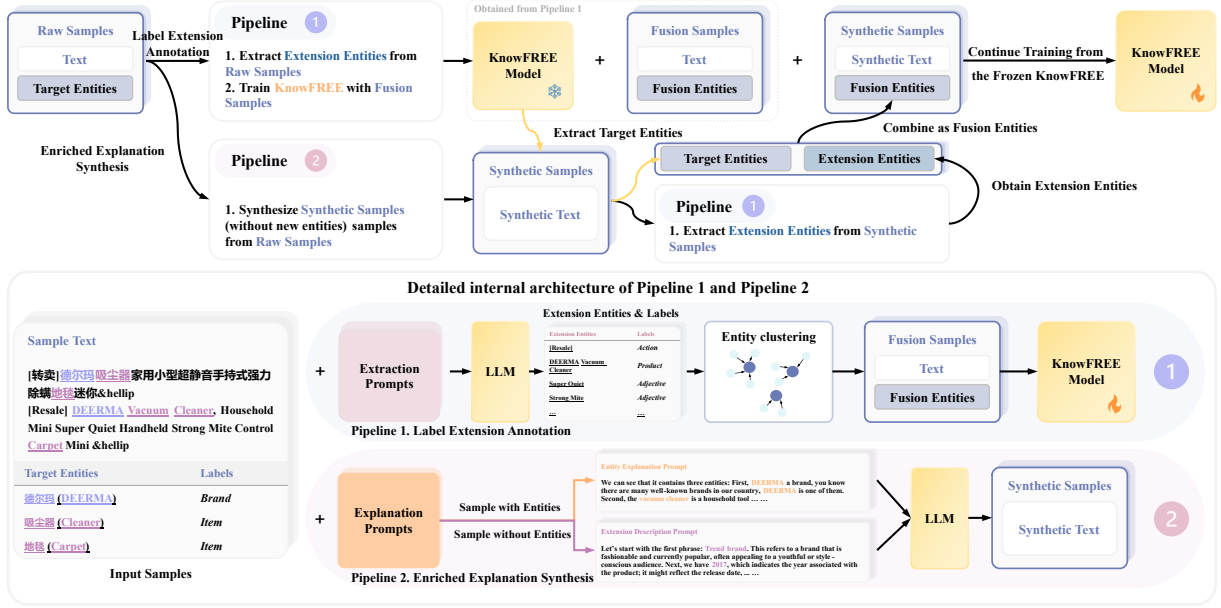 Raw Samples
Text
Target Entities
Label Extension
Annotation
Enriched Explanation
Synthesis
Pipeline 1
1. Extract Extension Entities from
Raw Samples
2. Train KnowFREE with Fusion
Samples
Obtained from Pipeline 1
KnowFREE
Model
+
Fusion Samples
Text
Fusion Entities
+
Synthetic Samples
Synthetic Text
Fusion Entities
Continue Training from
the Frozen KnowFREE
KnowFREE
Model
Pipeline 2
1. Synthesize Synthetic Samples
(without new entities) samples
from Raw Samples
Extract Target Entities
Combine as Fusion Entities
Synthetic Samples
Synthetic Text
Target Entities
Extension Entities
Obtain Extension Entities
Pipeline 1
1. Extract Extension Entities from Synthetic
Samples
Detailed internal architecture of Pipeline 1 and Pipeline 2
Sample Text
[转卖]德尔玛吸尘器家用小型超静音手持式强力
除螨地毯迷你&hellip
[Resale] DEERMA Vacuum Cleaner, Household
Mini Super Quiet Handheld Strong Mite Control
Carpet Mini &hellip
Target Entities Labels
德尔玛 (DEERMA) Brand
吸尘器 (Cleaner) Item
地毯 (Carpet) Item
Input Samples
+
Extraction
Prompts
LLM
Extension Entities & Labels
Extension Entities Labels
[Resale] Action
DEERMA Vacuum
Cleaner Product
Super Quiet Adjective
Strong Mite Adjective
... ...
Entity clustering
Fusion Samples
Text
Fusion Entities
KnowFREE
Model
1
Pipeline 1. Label Extension Annotation
+
Explanation
Prompts
Sample with Entities
Sample without Entities
Entity Explanation Prompt
We can see that it contains three entities: First, DEERMA a brand, you know
there are many well-known brands in our country, DEERMA is one of them.
Second, the vacuum cleaner is a household tool ... ...
Extension Description Prompt
Let's start with the first phrase: Trend brand. This refers to a brand that is
fashionable and currently popular, often appealing to a youthful or style -
conscious audience. Next, we have 2017, which indicates the year associated with
the product; it might reflect the release date, ... ...
LLM
Synthetic Samples
Synthetic Text
2
Pipeline 2. Enriched Explanation Synthesis